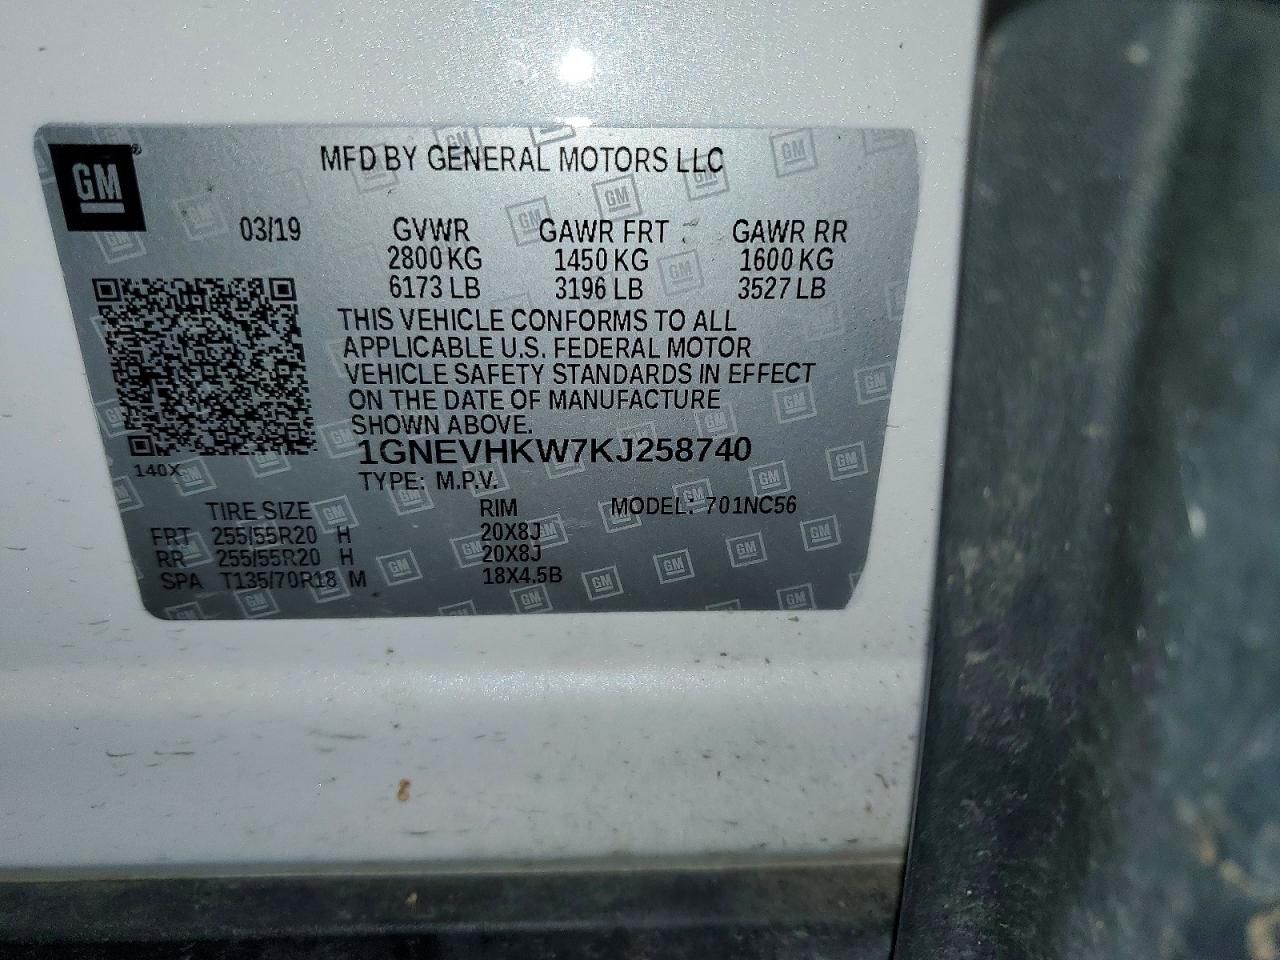 GM
MFD BY GENERAL MOTORS LLC
03/19 GVWR GAWR FRT GAWR RR
2800 KG 1450 KG 1600 KG
6173 LB 3196 LB 3527 LB
THIS VEHICLE CONFORMS TO ALL
APPLICABLE U.S. FEDERAL MOTOR
VEHICLE SAFETY STANDARDS IN EFFECT
ON THE DATE OF MANUFACTURE
SHOWN ABOVE.
1GNEVHKW7KJ258740
140X
TYPE: M.P.V.
TIRE SIZE RIM MODEL: 701NC56
FRT 255/55R20 H 20X8J
RR 255/55R20 H 20X8J
SPA T135/70R18 M 18X4.5B